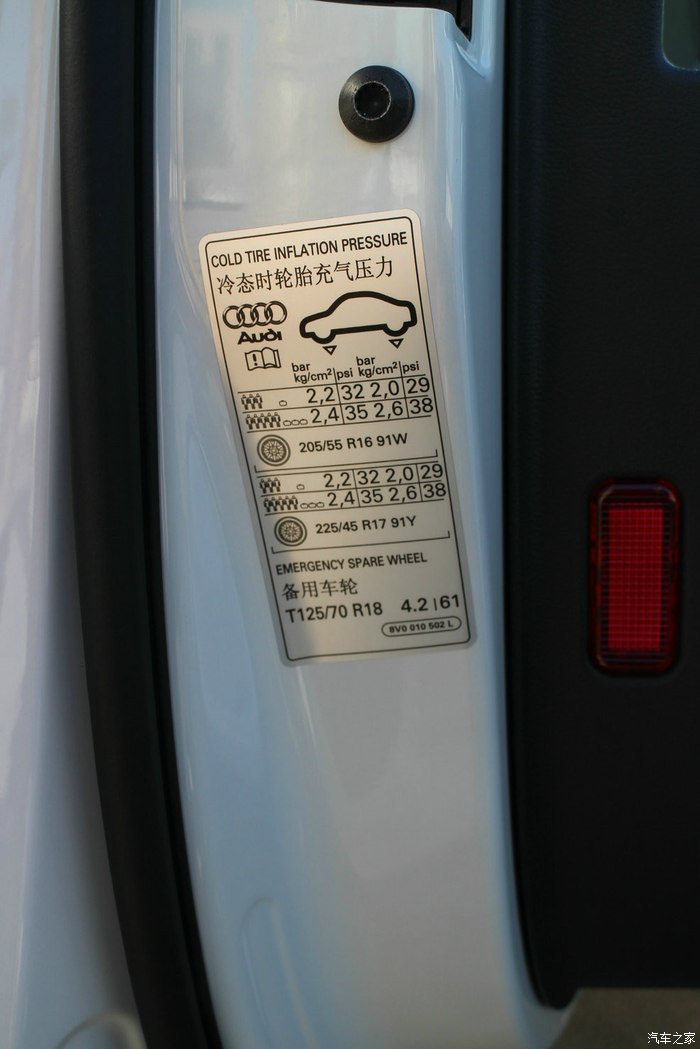 COLD TIRE INFLATION PRESSURE
冷态时轮胎充气压力
Audi
bar bar
kg/cm² psi kg/cm² psi
2,2 32 2,0 29
2,4 35 2,6 38
205/55 R16 91W
2,2 32 2,0 29
2,4 35 2,6 38
225/45 R17 91Y
EMERGENCY SPARE WHEEL
备用车轮
T125/70 R18 4.2 | 61
8V0 010 502 L
汽车之家